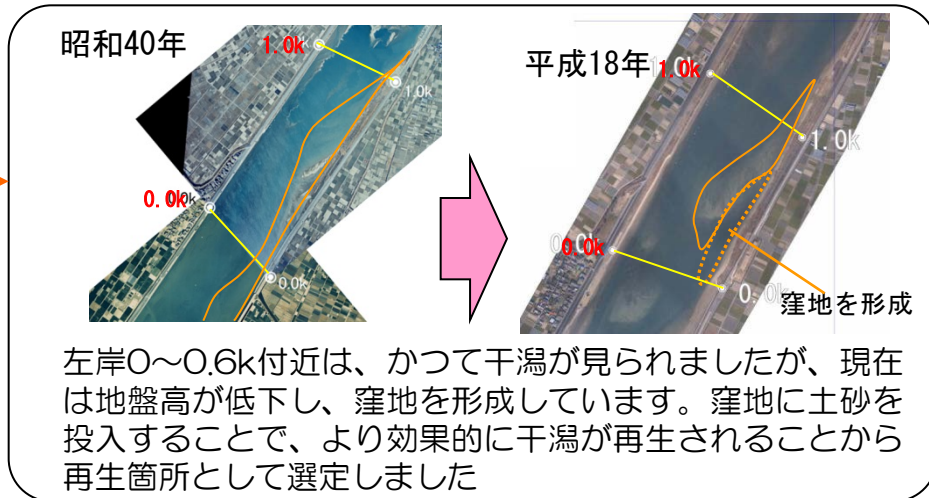 昭和40年
1.0k
1.0k
0.0k
0.0k
0.0k
平成18年
1.0k
1.0k
1.0k
0.0k
0.0k
0.0k
窪地を形成
左岸0～0.6k付近は、かつて干潟が見られましたが、現在
は地盤高が低下し、窪地を形成しています。窪地に土砂を
投入することで、より効果的に干潟が再生されることから
再生箇所として選定しました